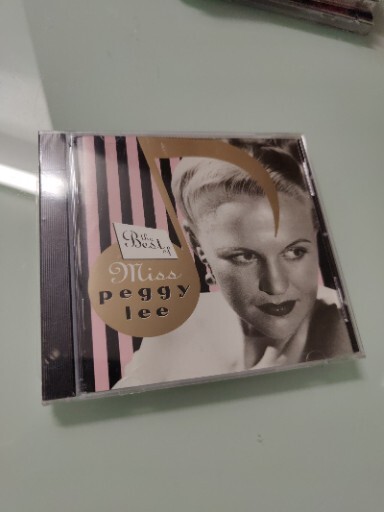 the
Best
of
Miss
peggy
lee